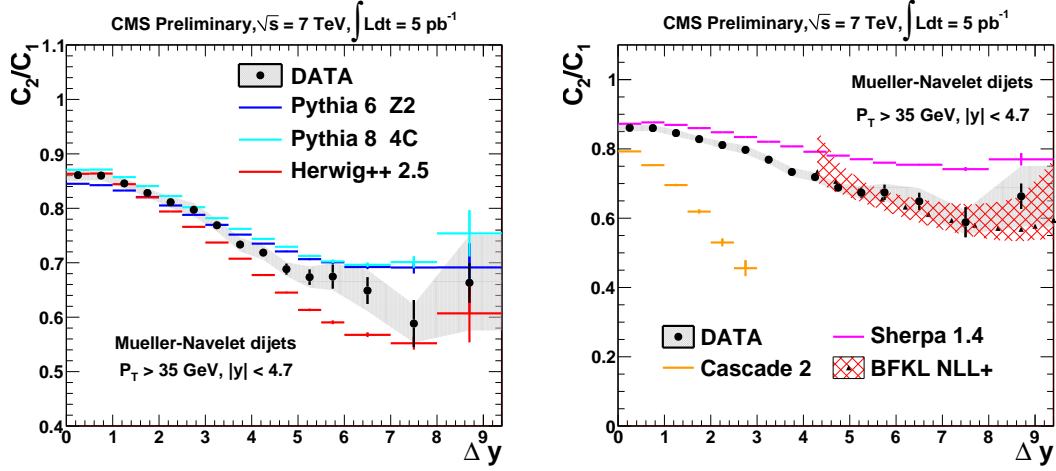 CMS Preliminary, √s = 7 TeV, ∫Ldt = 5 pb⁻¹
C₂/C₁
1.1
1
0.9
0.8
0.7
0.6
0.5
0.4
DATA
Pythia 6 Z2
Pythia 8 4C
Herwig++ 2.5
Mueller-Navelet dijets
P_T > 35 GeV, |y| < 4.7
0 1 2 3 4 5 6 7 8 9
Δ y
CMS Preliminary, √s = 7 TeV, ∫Ldt = 5 pb⁻¹
C₂/C₁
1
0.8
0.6
0.4
0.2
0
Mueller-Navelet dijets
P_T > 35 GeV, |y| < 4.7
DATA
Sherpa 1.4
Cascade 2
BFKL NLL+
0 1 2 3 4 5 6 7 8 9
Δ y